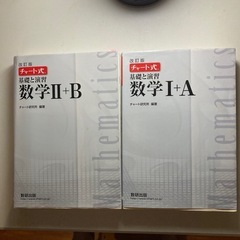 改訂版
チャート式
基礎と演習
数学II+B
チャート研究所 編著
Mathematics
数研出版
改訂版
チャート式
基礎と演習
数学I+A
チャート研究所 編著
Mathematics
数研出版